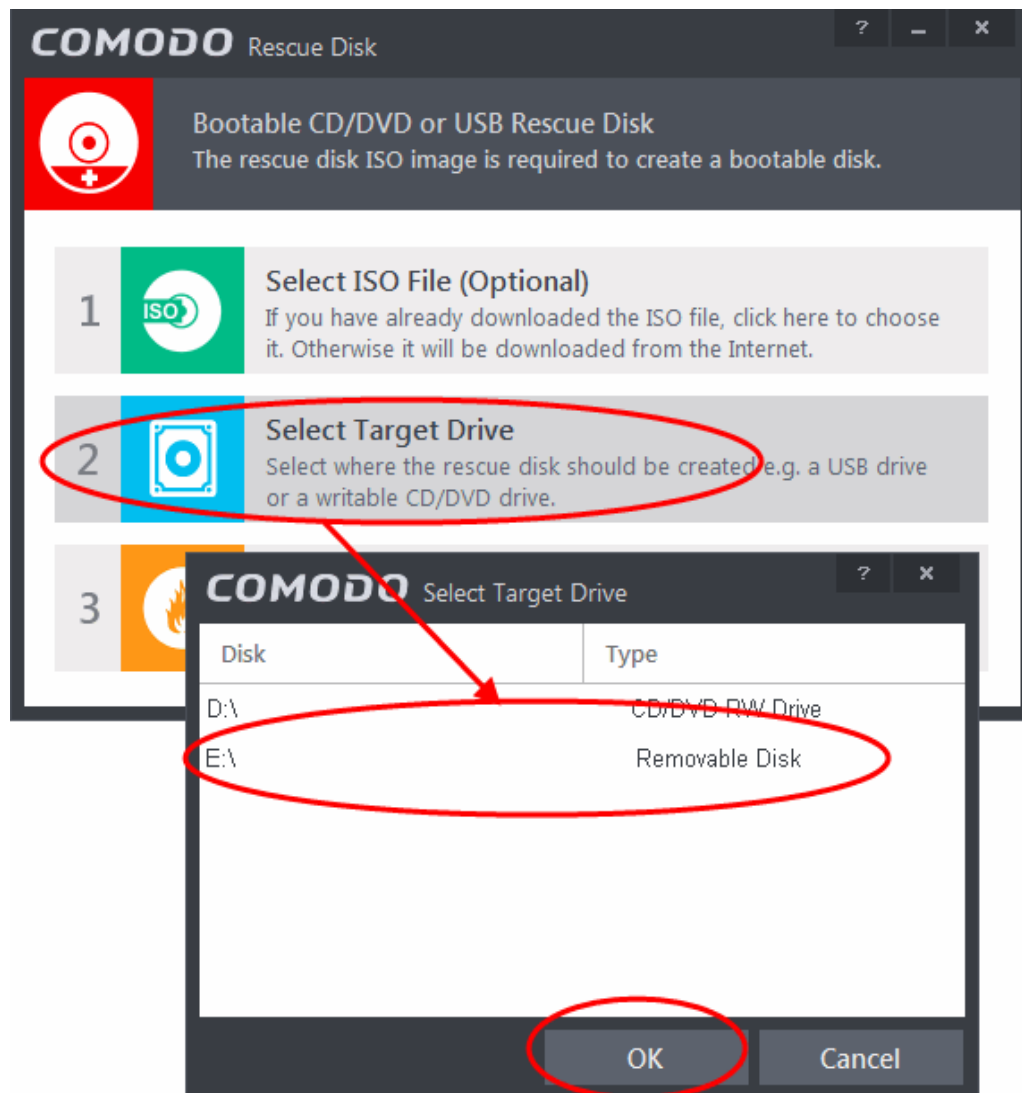 COMODO Rescue Disk
? – ×
Bootable CD/DVD or USB Rescue Disk
The rescue disk ISO image is required to create a bootable disk.
1
ISO
Select ISO File (Optional)
If you have already downloaded the ISO file, click here to choose
it. Otherwise it will be downloaded from the Internet.
2
Select Target Drive
Select where the rescue disk should be created e.g. a USB drive
or a writable CD/DVD drive.
3
COMODO Select Target Drive
? ×
Disk Type
D:\ CD/DVD-RW Drive
E:\ Removable Disk
OK Cancel